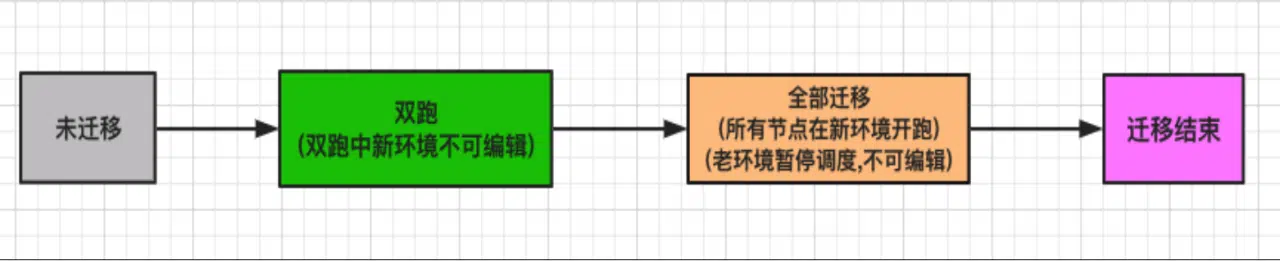 未迁移
双跑
(双跑中新环境不可编辑)
全部迁移
(所有节点在新环境开跑)
(老环境暂停调度,不可编辑)
迁移结束